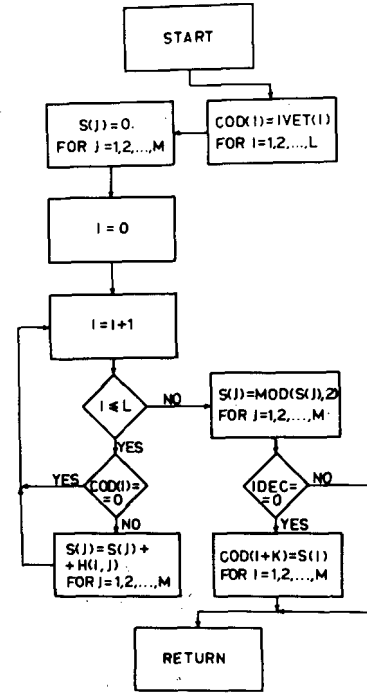 START
COD(I)=IVET(I)
FOR I=1,2,...,L
S(J)=0.
FOR J=1,2,...,M
I=0
I=I+1
I≤L
NO
YES
S(J)=MOD(S(J),2)
FOR J=1,2,...,M
YES
COD(I)=
=0
NO
IDEC=
=0
NO
YES
S(J)=S(J)+
+H(I,J)
FOR J=1,2,...,M
COD(I+K)=S(I)
FOR I=1,2,...,M
RETURN